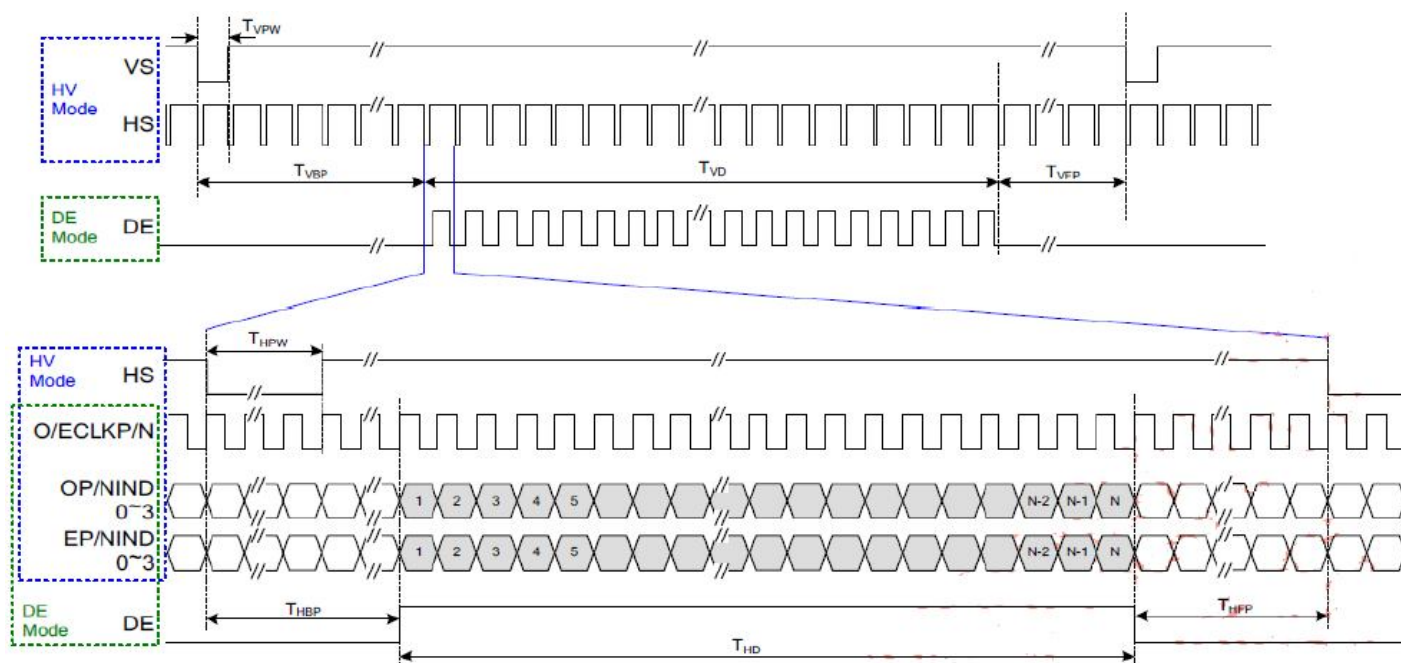 TVPW
VS
HV
Mode
HS
TVBP
TVD
TVFP
DE
Mode
DE
THPW
HV
Mode
HS
O/ECLKP/N
OP/NIND
0~3
1 2 3 4 5 N-2 N-1 N
EP/NIND
0~3
1 2 3 4 5 N-2 N-1 N
THBP
THFP
DE
Mode
DE
THD